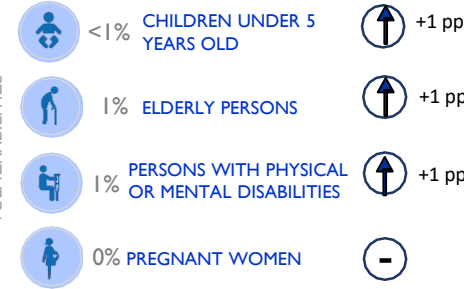 <1% CHILDREN UNDER 5 YEARS OLD +1 pp
1% ELDERLY PERSONS +1 pp
1% PERSONS WITH PHYSICAL OR MENTAL DISABILITIES +1 pp
0% PREGNANT WOMEN -